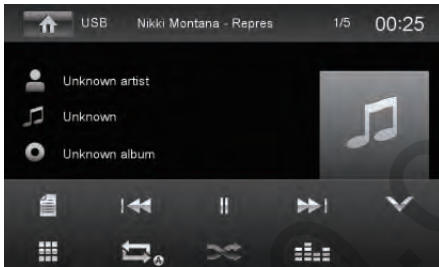 USB Nikki Montana - Repres 1/5 00:25
Unknown artist
Unknown
Unknown album
A